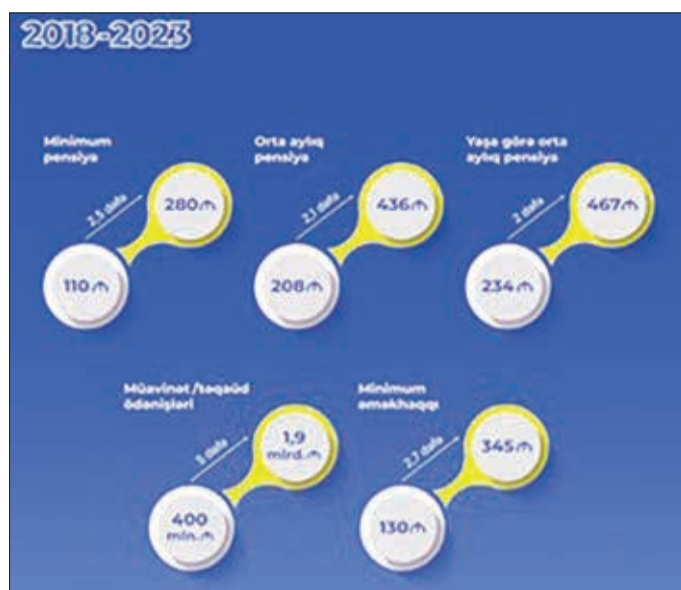 2018-2023
Minimum
pensiya
2,5 dəfə
280₼
110₼
Orta aylıq
pensiya
2,1 dəfə
436₼
208₼
Yaşa görə orta
aylıq pensiya
2 dəfə
467₼
234₼
Müavinət/təqaüd
ödənişləri
5 dəfə
1,9
mlrd.₼
400
mln.₼
Minimum
əməkhaqqı
2,7 dəfə
345₼
130₼